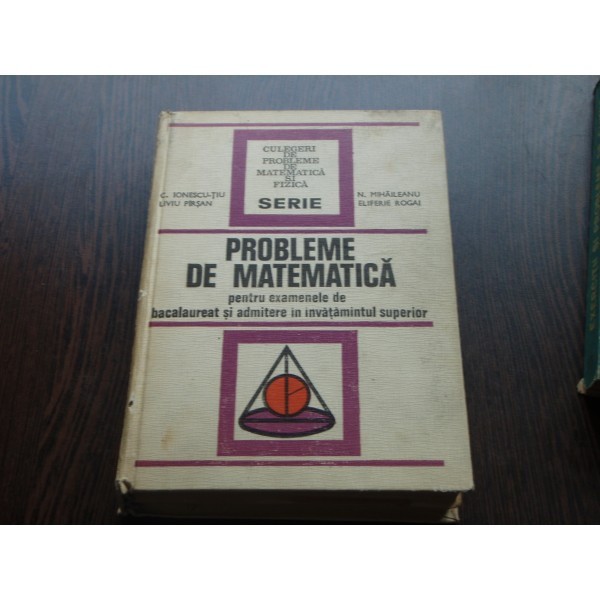 CULEGERI
DE
PROBLEME
DE
MATEMATICĂ
ȘI
FIZICĂ
SERIE
C. IONESCU-ȚIU
LIVIU PÎRȘAN
N. MIHĂILEANU
ELIFERIE ROGAI
PROBLEME
DE MATEMATICĂ
pentru examenele de
bacalaureat și admitere în învățămîntul superior